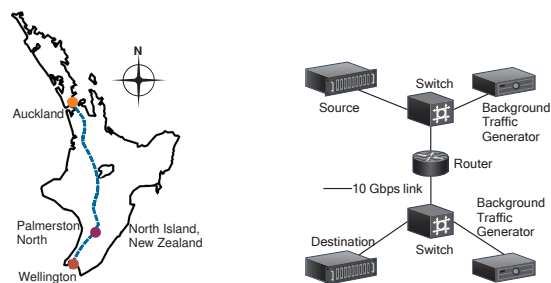 N
Auckland
Palmerston
North
North Island,
New Zealand
Wellington
Switch
Source
Background
Traffic
Generator
Router
10 Gbps link
Background
Traffic
Generator
Destination
Switch